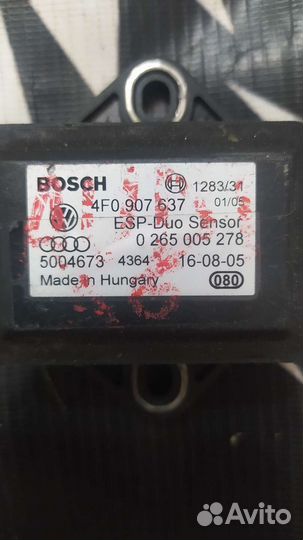 BOSCH 1283/31
4F0 907 637 01/05
ESP-Duo Sensor
0 265 005 278
5004673 4364 16-08-05
Made in Hungary 080
Avito